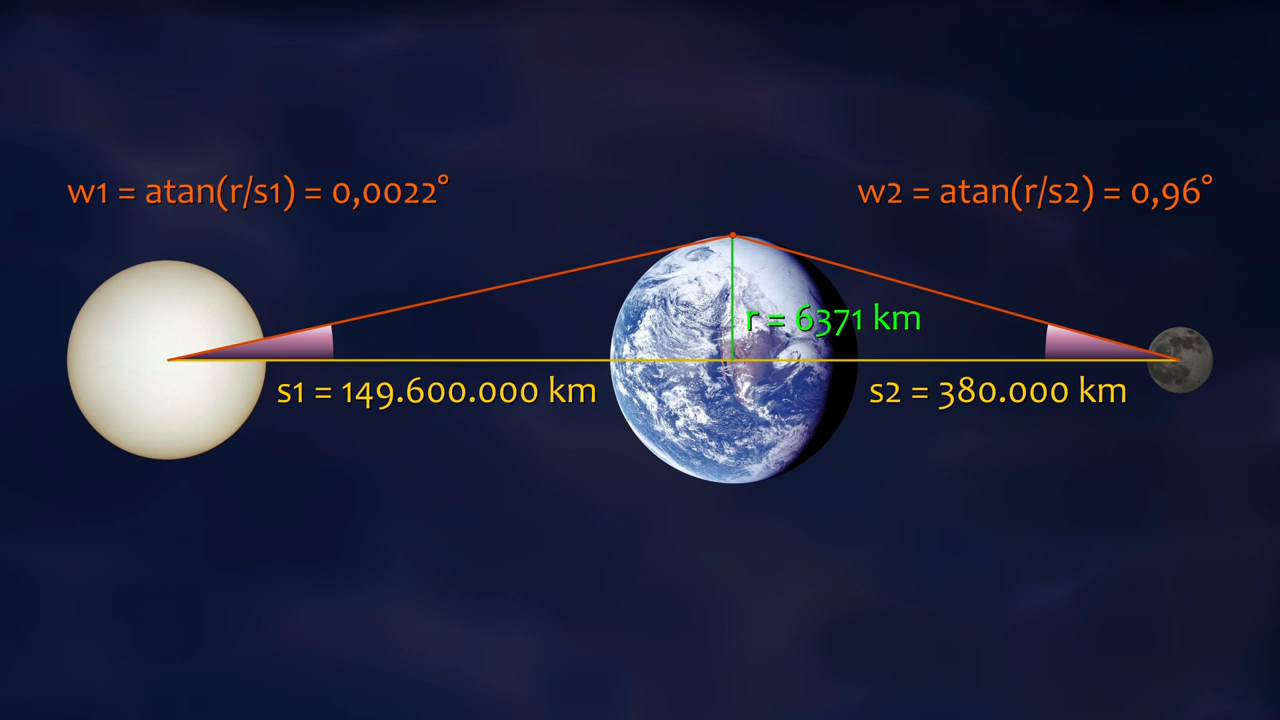 w1 = atan(r/s1) = 0,0022°
w2 = atan(r/s2) = 0,96°
r = 6371 km
s1 = 149.600.000 km
s2 = 380.000 km